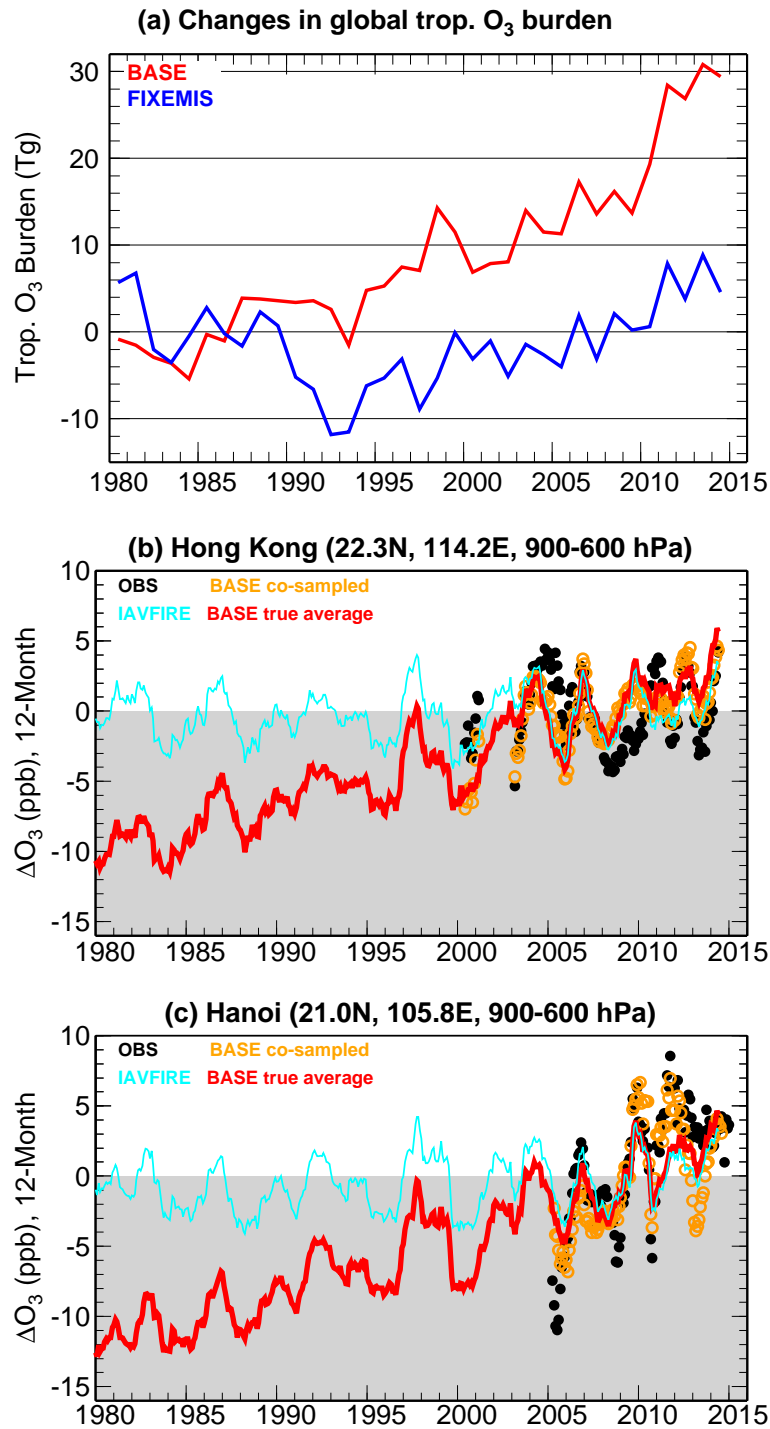 (a) Changes in global trop. O3 burden
BASE
FIXEMIS
Trop. O3 Burden (Tg)
30
20
10
0
-10
1980 1985 1990 1995 2000 2005 2010 2015
(b) Hong Kong (22.3N, 114.2E, 900-600 hPa)
OBS BASE co-sampled
IAVFIRE BASE true average
ΔO3 (ppb), 12-Month
10
5
0
-5
-10
-15
1980 1985 1990 1995 2000 2005 2010 2015
(c) Hanoi (21.0N, 105.8E, 900-600 hPa)
OBS BASE co-sampled
IAVFIRE BASE true average
ΔO3 (ppb), 12-Month
10
5
0
-5
-10
-15
1980 1985 1990 1995 2000 2005 2010 2015